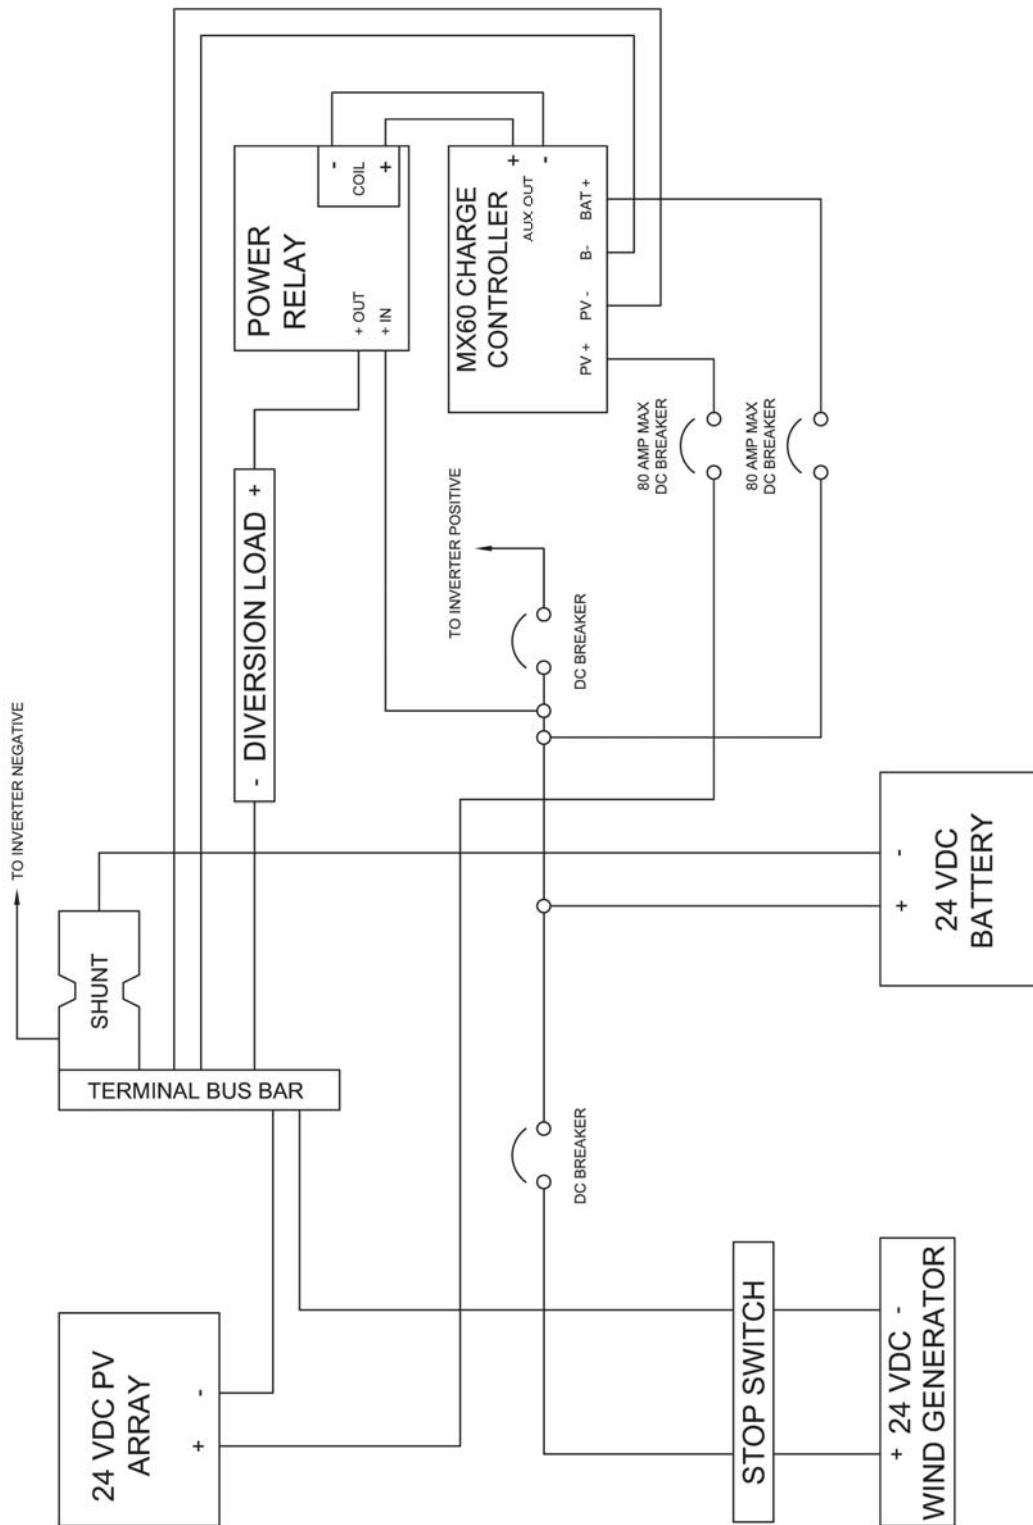 TO INVERTER NEGATIVE
SHUNT
TERMINAL BUS BAR
24 VDC PV
ARRAY
-
+
- DIVERSION LOAD +
POWER
RELAY
COIL
-
+
+ OUT
+ IN
MX60 CHARGE
CONTROLLER
+
-
AUX OUT
PV +
PV -
B-
BAT +
TO INVERTER POSITIVE
DC BREAKER
80 AMP MAX
DC BREAKER
80 AMP MAX
DC BREAKER
DC BREAKER
24 VDC
BATTERY
+
-
STOP SWITCH
+ 24 VDC -
WIND GENERATOR